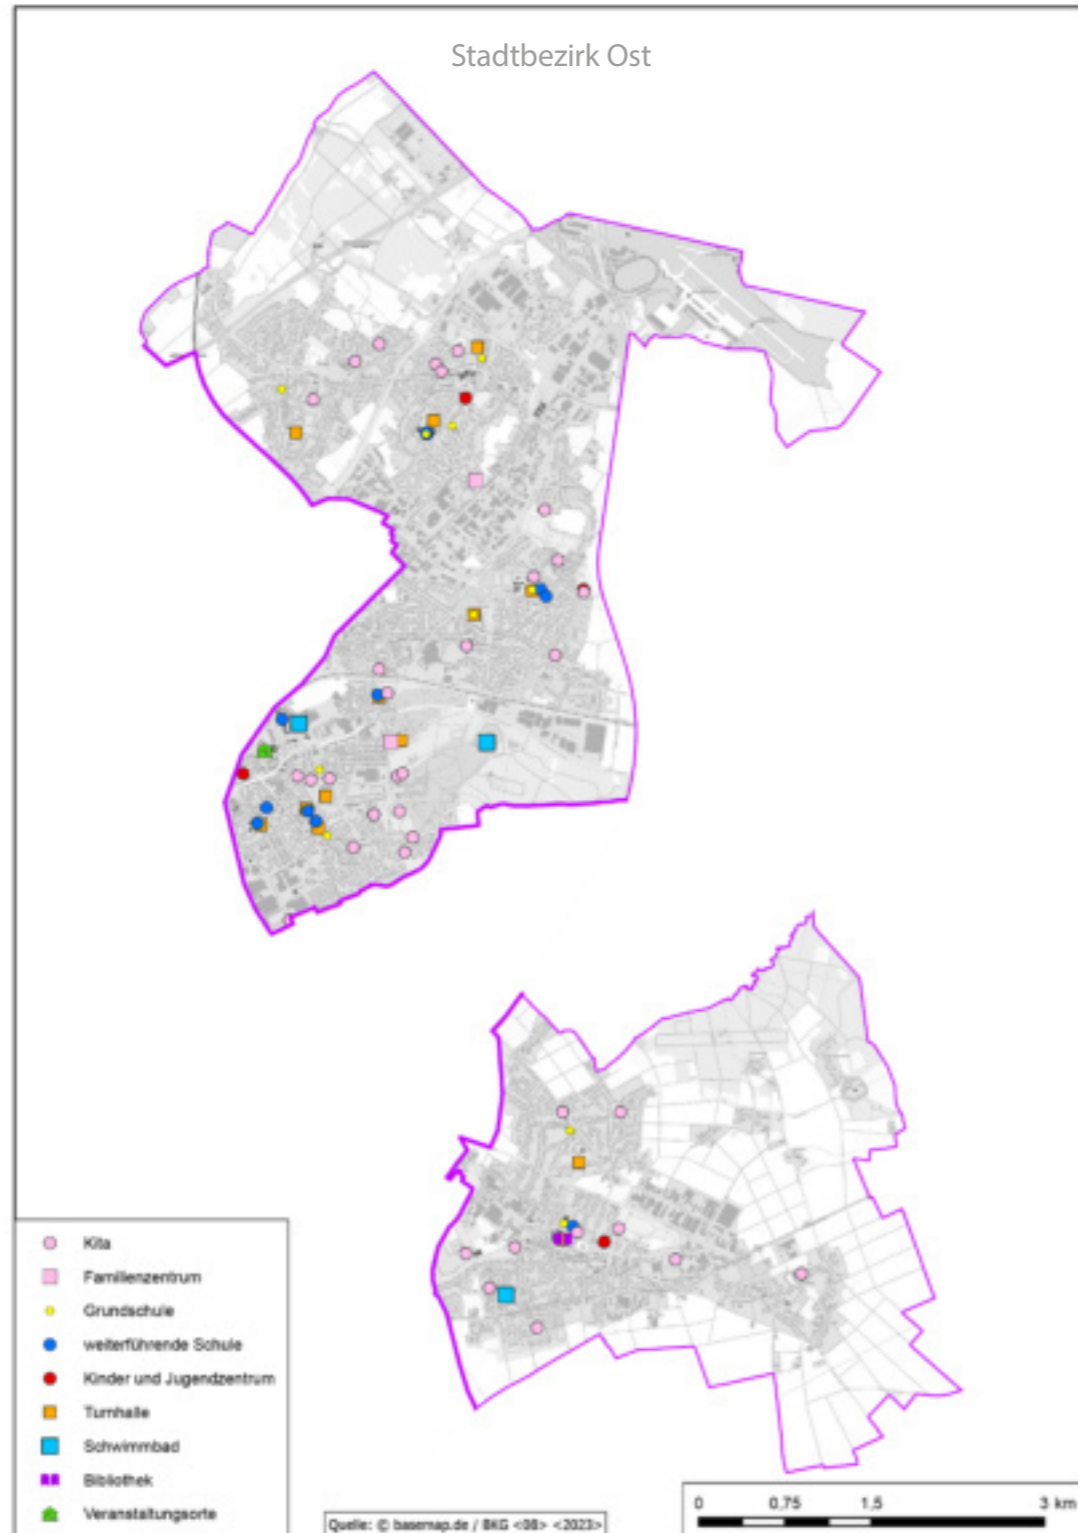 Stadtbezirk Ost
Kita
Familienzentrum
Grundschule
weiterführende Schule
Kinder und Jugendzentrum
Turnhalle
Schwimmbad
Bibliothek
Veranstaltungsorte
Quelle: © basemap.de / BKG <08> <2023>
0 0,75 1,5 3 km